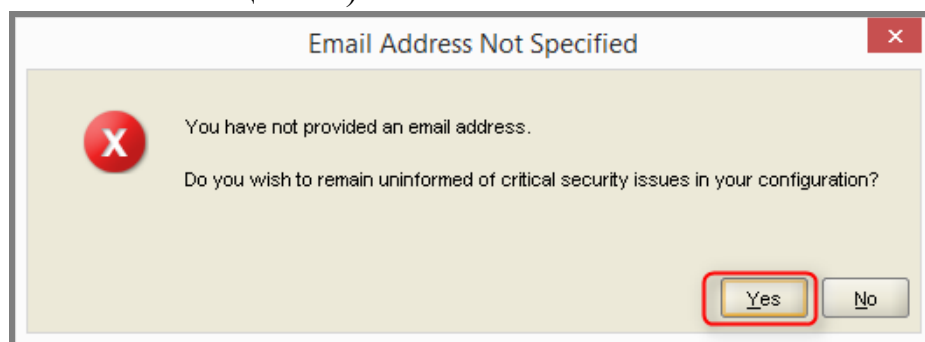 Email Address Not Specified
You have not provided an email address.
Do you wish to remain uninformed of critical security issues in your configuration?
Yes No